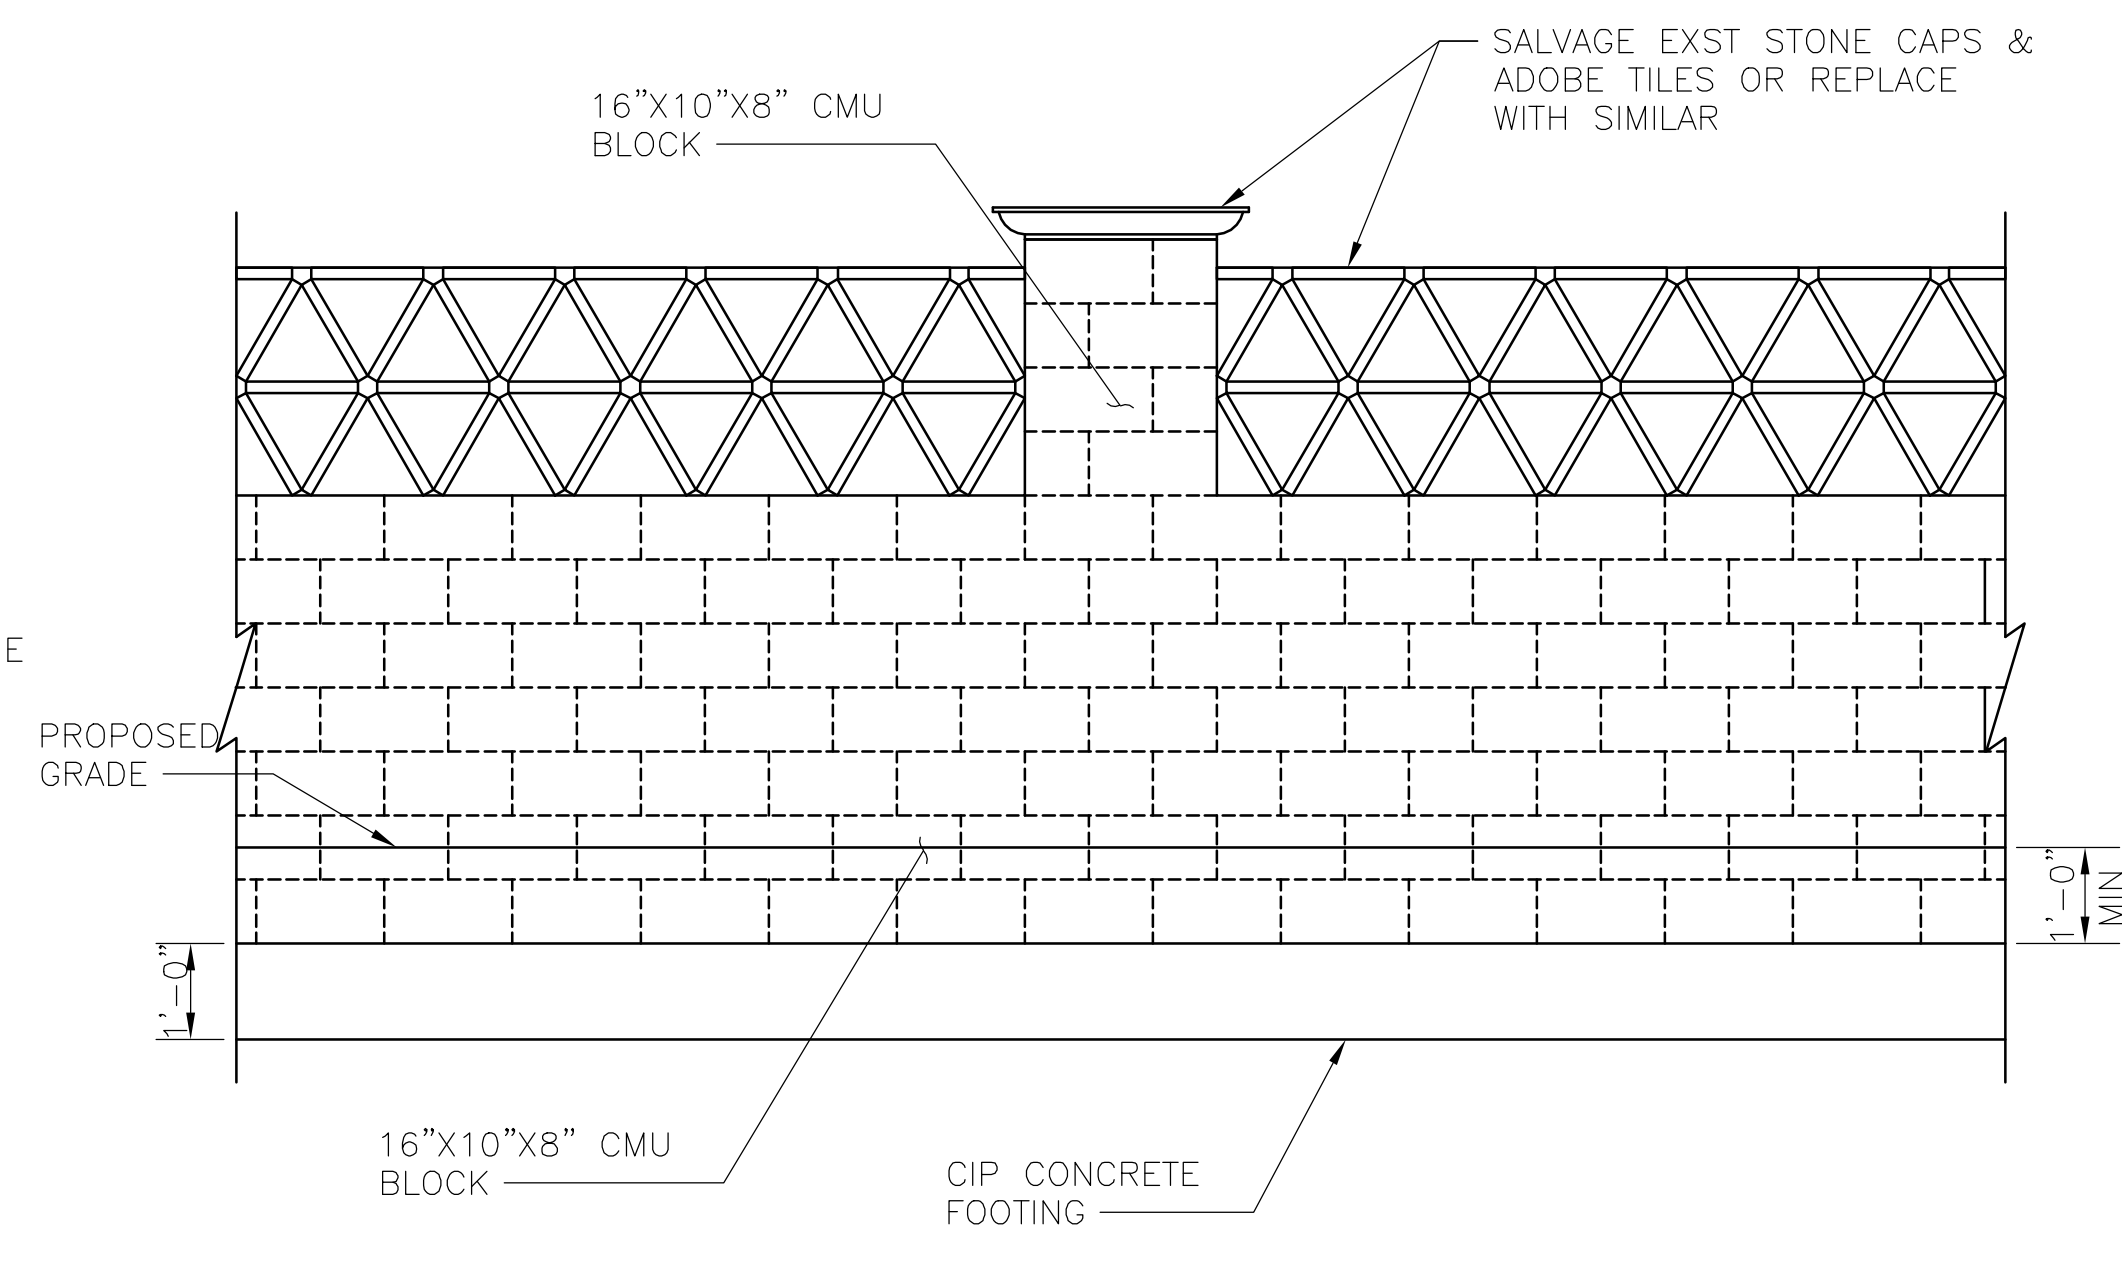 SALVAGE EXST STONE CAPS &
ADOBE TILES OR REPLACE
WITH SIMILAR
16"X10"X8" CMU
BLOCK
E
PROPOSED
GRADE
1'-0"
MIN
1'-0"
16"X10"X8" CMU
BLOCK
CIP CONCRETE
FOOTING